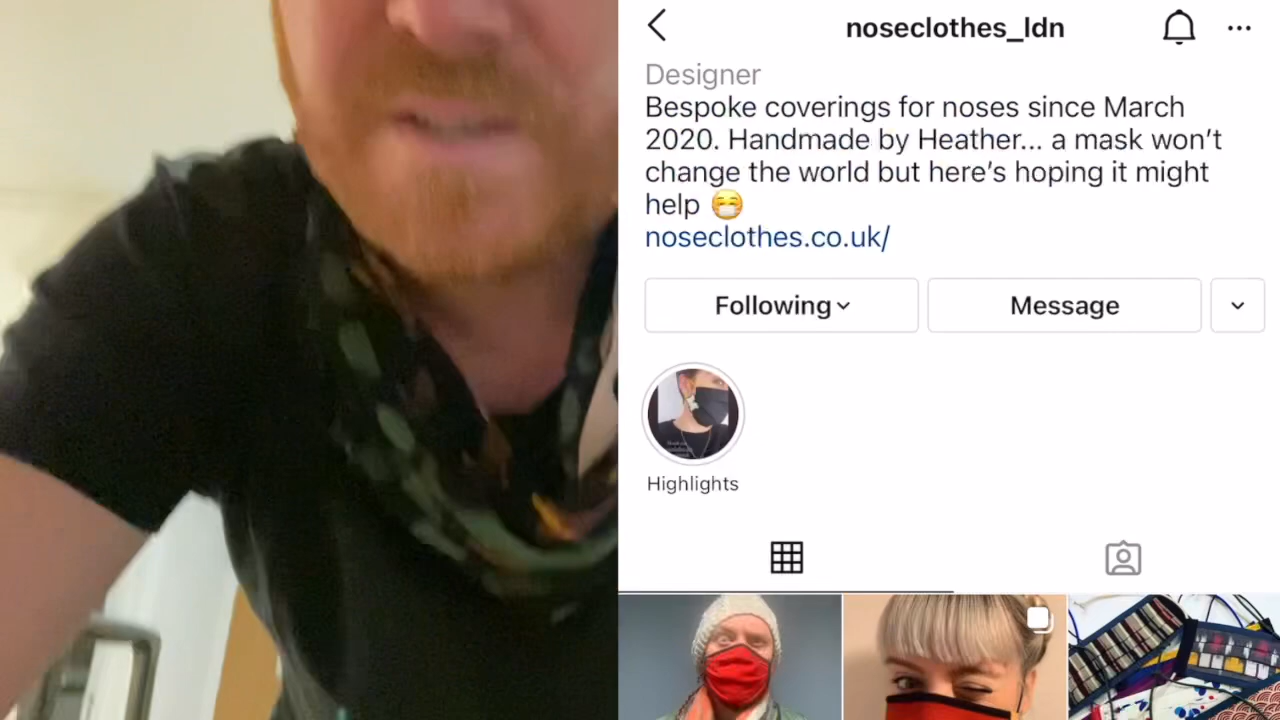 noseclothes_ldn
Designer
Bespoke coverings for noses since March
2020. Handmade by Heather... a mask won't
change the world but here's hoping it might
help 😷
noseclothes.co.uk/
Following
Message
Highlights